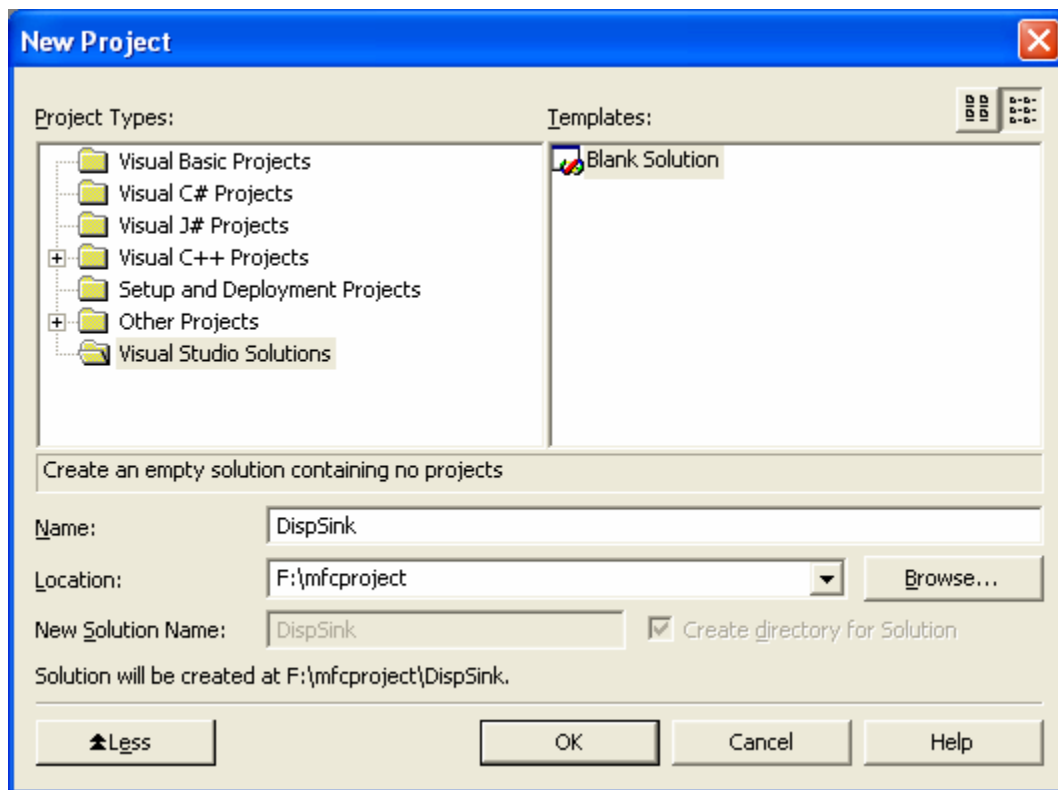 New Project
Project Types:
Templates:
Visual Basic Projects
Visual C# Projects
Visual J# Projects
Visual C++ Projects
Setup and Deployment Projects
Other Projects
Visual Studio Solutions
Blank Solution
Create an empty solution containing no projects
Name:
DispSink
Location:
F:\mfcproject
Browse...
New Solution Name:
DispSink
Create directory for Solution
Solution will be created at F:\mfcproject\DispSink.
Less
OK
Cancel
Help